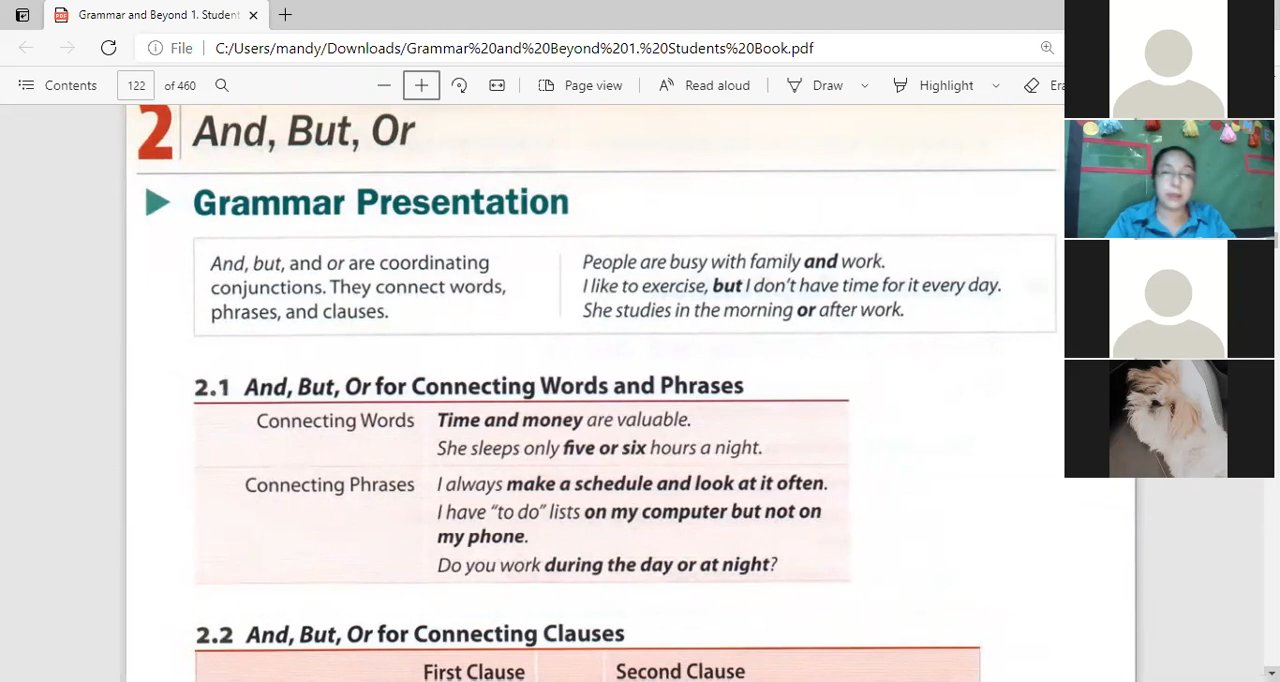 Grammar and Beyond 1. Student
File
C:/Users/mandy/Downloads/Grammar%20and%20Beyond%201.%20Students%20Book.pdf
Contents
122 of 460
Page view
Read aloud
Draw
Highlight
Era
2 And, But, Or
Grammar Presentation
And, but, and or are coordinating
conjunctions. They connect words,
phrases, and clauses.
People are busy with family and work.
I like to exercise, but I don't have time for it every day.
She studies in the morning or after work.
2.1 And, But, Or for Connecting Words and Phrases
Connecting Words
Time and money are valuable.
She sleeps only five or six hours a night.
Connecting Phrases
I always make a schedule and look at it often.
I have "to do" lists on my computer but not on
my phone.
Do you work during the day or at night?
2.2 And, But, Or for Connecting Clauses
First Clause
Second Clause